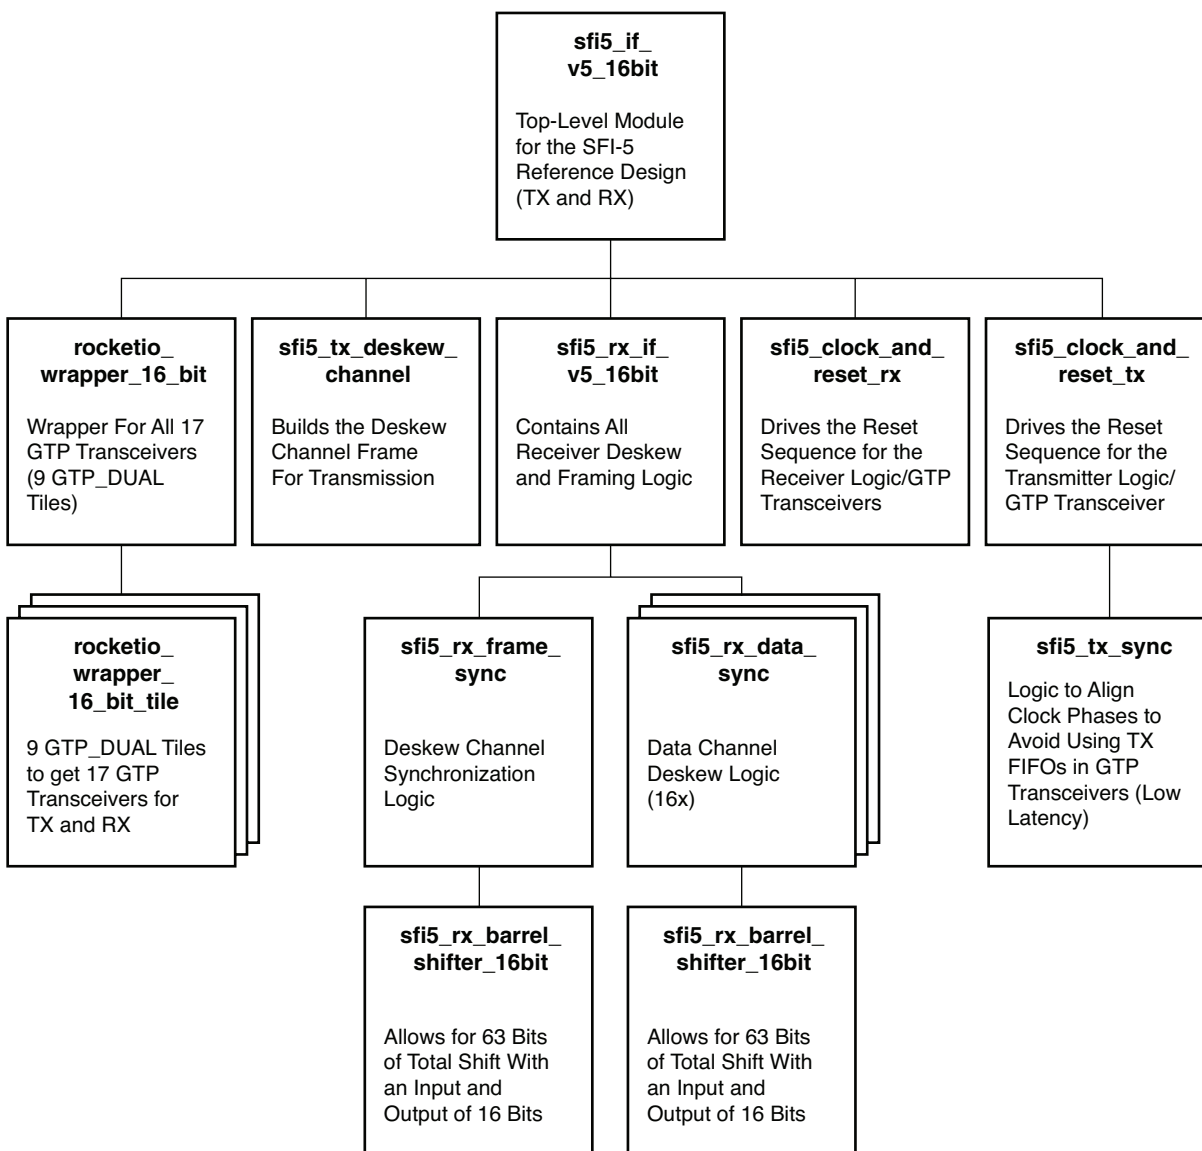 sfi5_if_
v5_16bit
Top-Level Module
for the SFI-5
Reference Design
(TX and RX)
rocketio_
wrapper_16_bit
Wrapper For All 17
GTP Transceivers
(9 GTP_DUAL
Tiles)
sfi5_tx_deskew_
channel
Builds the Deskew
Channel Frame
For Transmission
sfi5_rx_if_
v5_16bit
Contains All
Receiver Deskew
and Framing Logic
sfi5_clock_and_
reset_rx
Drives the Reset
Sequence for the
Receiver Logic/GTP
Transceivers
sfi5_clock_and_
reset_tx
Drives the Reset
Sequence for the
Transmitter Logic/
GTP Transceiver
rocketio_
wrapper_
16_bit_tile
9 GTP_DUAL Tiles
to get 17 GTP
Transceivers for
TX and RX
sfi5_rx_frame_
sync
Deskew Channel
Synchronization
Logic
sfi5_rx_data_
sync
Data Channel
Deskew Logic
(16x)
sfi5_tx_sync
Logic to Align
Clock Phases to
Avoid Using TX
FIFOs in GTP
Transceivers (Low
Latency)
sfi5_rx_barrel_
shifter_16bit
Allows for 63 Bits
of Total Shift With
an Input and
Output of 16 Bits
sfi5_rx_barrel_
shifter_16bit
Allows for 63 Bits
of Total Shift With
an Input and
Output of 16 Bits